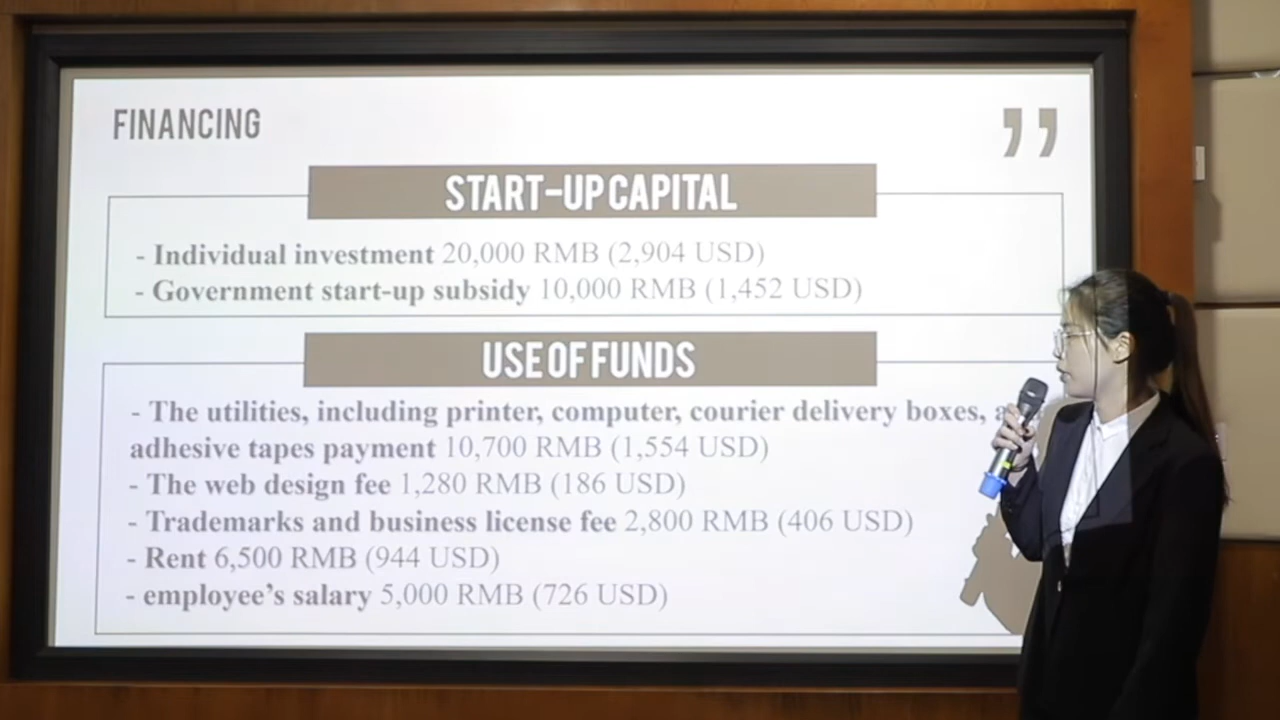 FINANCING
”
START-UP CAPITAL
- Individual investment 20,000 RMB (2,904 USD)
- Government start-up subsidy 10,000 RMB (1,452 USD)
USE OF FUNDS
- The utilities, including printer, computer, courier delivery boxes,
adhesive tapes payment 10,700 RMB (1,554 USD)
- The web design fee 1,280 RMB (186 USD)
- Trademarks and business license fee 2,800 RMB (406 USD)
- Rent 6,500 RMB (944 USD)
- employee’s salary 5,000 RMB (726 USD)